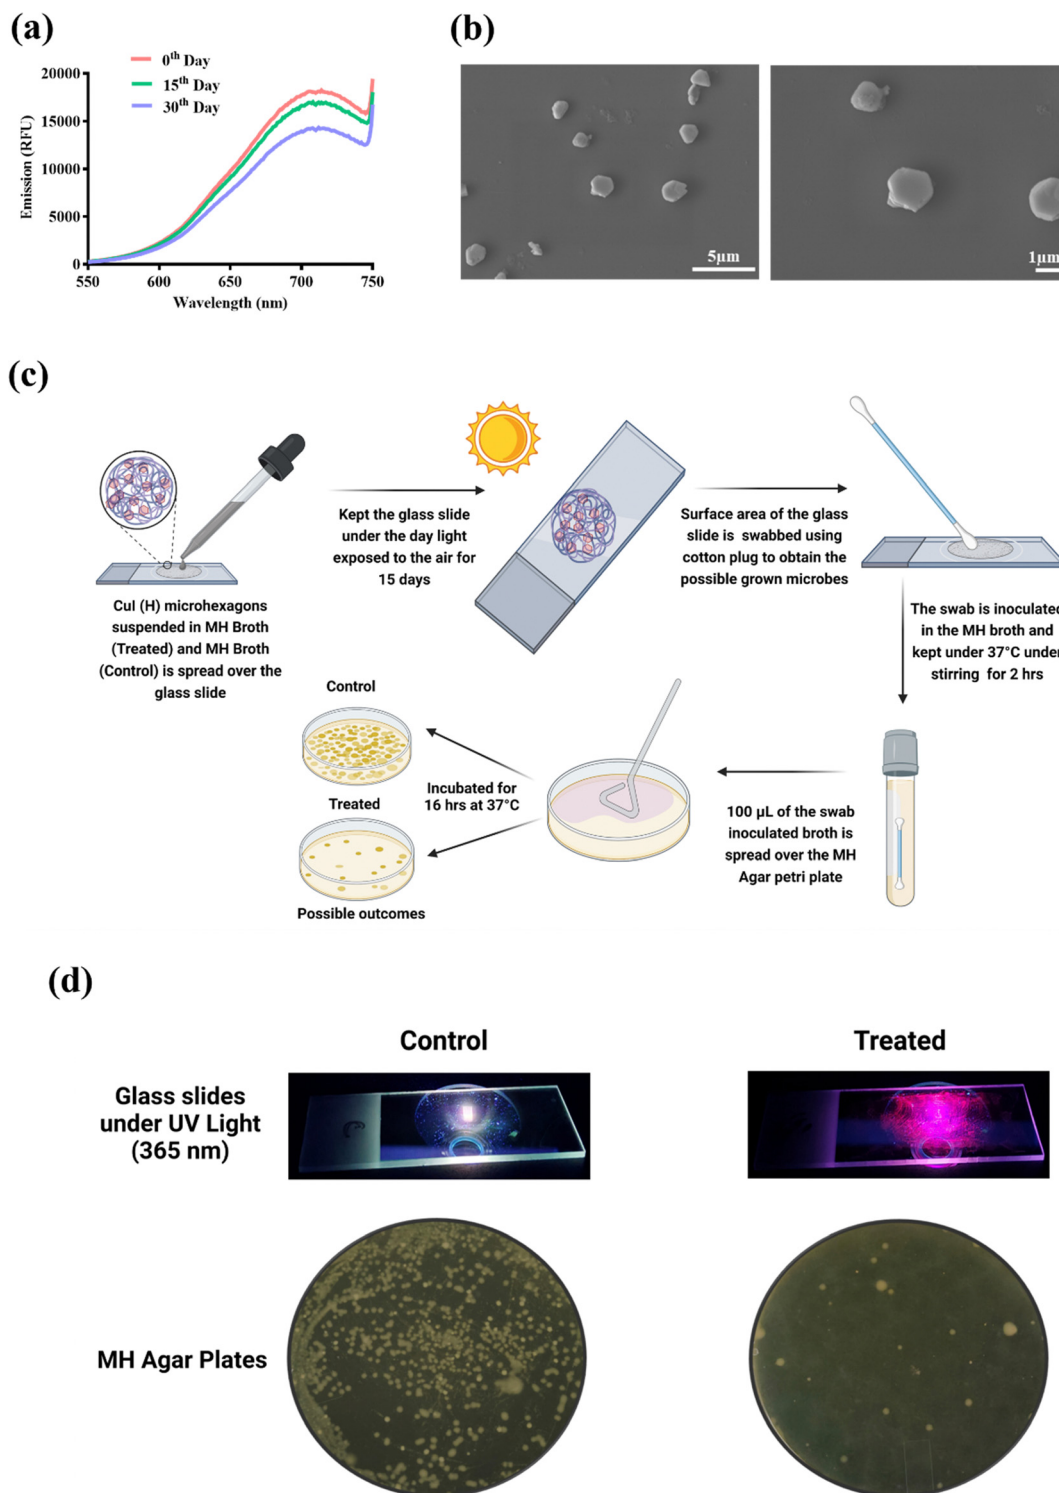 (a)
0th Day
15th Day
30th Day
20000
15000
10000
5000
0
Emission (RFU)
550
600
650
700
750
Wavelength (nm)
(b)
5μm
1μm
(c)
CuI (H) microhexagons
suspended in MH Broth
(Treated) and MH Broth
(Control) is spread over the
glass slide
Kept the glass slide
under the day light
exposed to the air for
15 days
Surface area of the glass
slide is swabbed using
cotton plug to obtain the
possible grown microbes
The swab is inoculated
in the MH broth and
kept under 37°C under
stirring for 2 hrs
100 μL of the swab
inoculated broth is
spread over the MH
Agar petri plate
Incubated for
16 hrs at 37°C
Control
Treated
Possible outcomes
(d)
Control
Treated
Glass slides
under UV Light
(365 nm)
C
MH Agar Plates